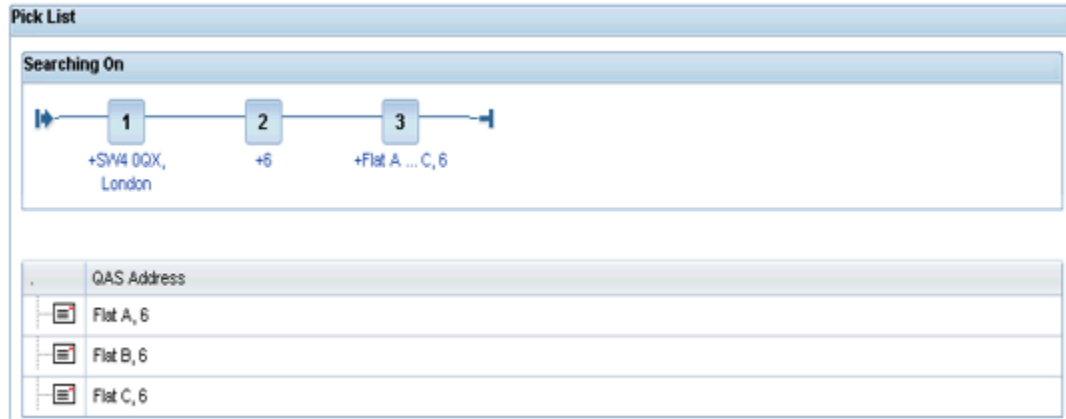 Pick List
Searching On
1 2 3
+SW4 0QX, +6 +Flat A ... C, 6
London
. QAS Address
Flat A, 6
Flat B, 6
Flat C, 6